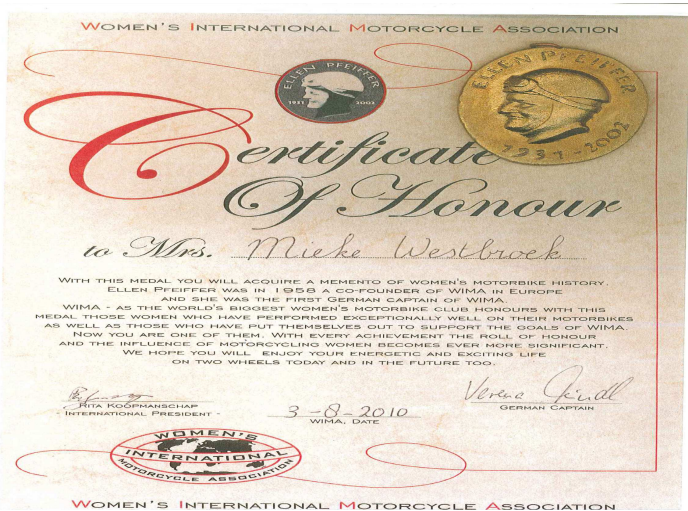 WOMEN'S INTERNATIONAL MOTORCYCLE ASSOCIATION
ELLEN PFEIFFER
1931 2002
ELLEN PFEIFFER
1931-2002
Certificate
Of Honour
to Mrs. Mieke Westbroek
WITH THIS MEDAL YOU WILL ACQUIRE A MEMENTO OF WOMEN'S MOTORBIKE HISTORY.
ELLEN PFEIFFER WAS IN 1958 A CO-FOUNDER OF WIMA IN EUROPE
AND SHE WAS THE FIRST GERMAN CAPTAIN OF WIMA.
WIMA - AS THE WORLD'S BIGGEST WOMEN'S MOTORBIKE CLUB HONOURS WITH THIS
MEDAL THOSE WOMEN WHO HAVE PERFORMED EXCEPTIONALLY WELL ON THEIR MOTORBIKES
AS WELL AS THOSE WHO HAVE PUT THEMSELVES OUT TO SUPPORT THE GOALS OF WIMA.
NOW YOU ARE ONE OF THEM. WITH EVERY ACHIEVEMENT THE ROLL OF HONOUR
AND THE INFLUENCE OF MOTORCYCLING WOMEN BECOMES EVER MORE SIGNIFICANT.
WE HOPE YOU WILL ENJOY YOUR ENERGETIC AND EXCITING LIFE
ON TWO WHEELS TODAY AND IN THE FUTURE TOO.
RITA KOOPMANSCHAP
- INTERNATIONAL PRESIDENT -
3-8-2010
WIMA, DATE
Verena
GERMAN CAPTAIN
WOMEN'S
INTERNATIONAL
MOTORCYCLE ASSOCIATION
WOMEN'S INTERNATIONAL MOTORCYCLE ASSOCIATION